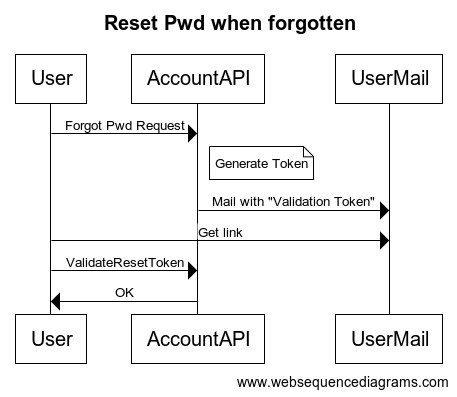 Reset Pwd when forgotten
User
AccountAPI
UserMail
Forgot Pwd Request
Generate Token
Mail with "Validation Token"
Get link
ValidateResetToken
OK
User
AccountAPI
UserMail
www.websequencediagrams.com